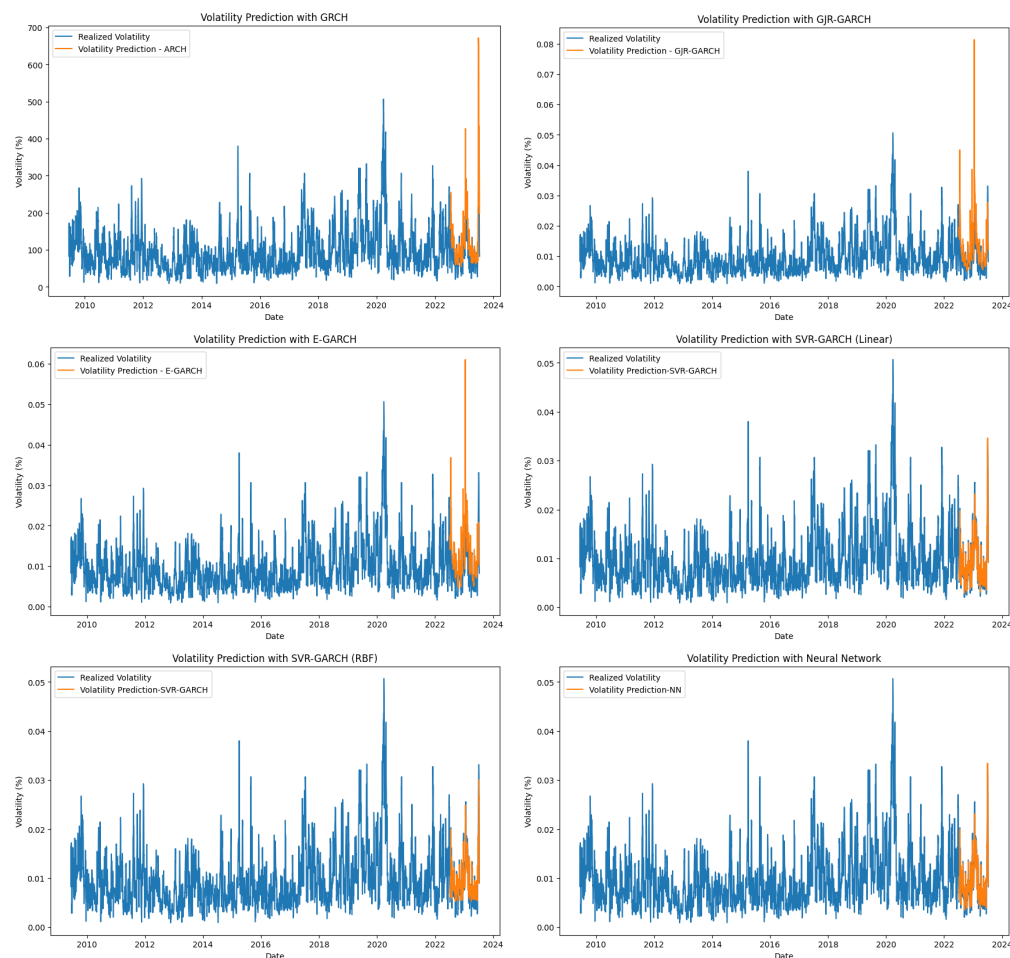 Volatility Prediction with GRCH
Realized Volatility
Volatility Prediction - ARCH
Volatility (%)
700
600
500
400
300
200
100
0
2010 2012 2014 2016 2018 2020 2022 2024
Date
Volatility Prediction with GJR-GARCH
Realized Volatility
Volatility Prediction - GJR-GARCH
Volatility (%)
0.08
0.07
0.06
0.05
0.04
0.03
0.02
0.01
0.00
2010 2012 2014 2016 2018 2020 2022 2024
Date
Volatility Prediction with E-GARCH
Realized Volatility
Volatility Prediction - E-GARCH
Volatility (%)
0.06
0.05
0.04
0.03
0.02
0.01
0.00
2010 2012 2014 2016 2018 2020 2022 2024
Date
Volatility Prediction with SVR-GARCH (Linear)
Realized Volatility
Volatility Prediction-SVR-GARCH
Volatility (%)
0.05
0.04
0.03
0.02
0.01
0.00
2010 2012 2014 2016 2018 2020 2022 2024
Date
Volatility Prediction with SVR-GARCH (RBF)
Realized Volatility
Volatility Prediction-SVR-GARCH
Volatility (%)
0.05
0.04
0.03
0.02
0.01
0.00
2010 2012 2014 2016 2018 2020 2022 2024
Date
Volatility Prediction with Neural Network
Realized Volatility
Volatility Prediction-NN
Volatility (%)
0.05
0.04
0.03
0.02
0.01
0.00
2010 2012 2014 2016 2018 2020 2022 2024
Date